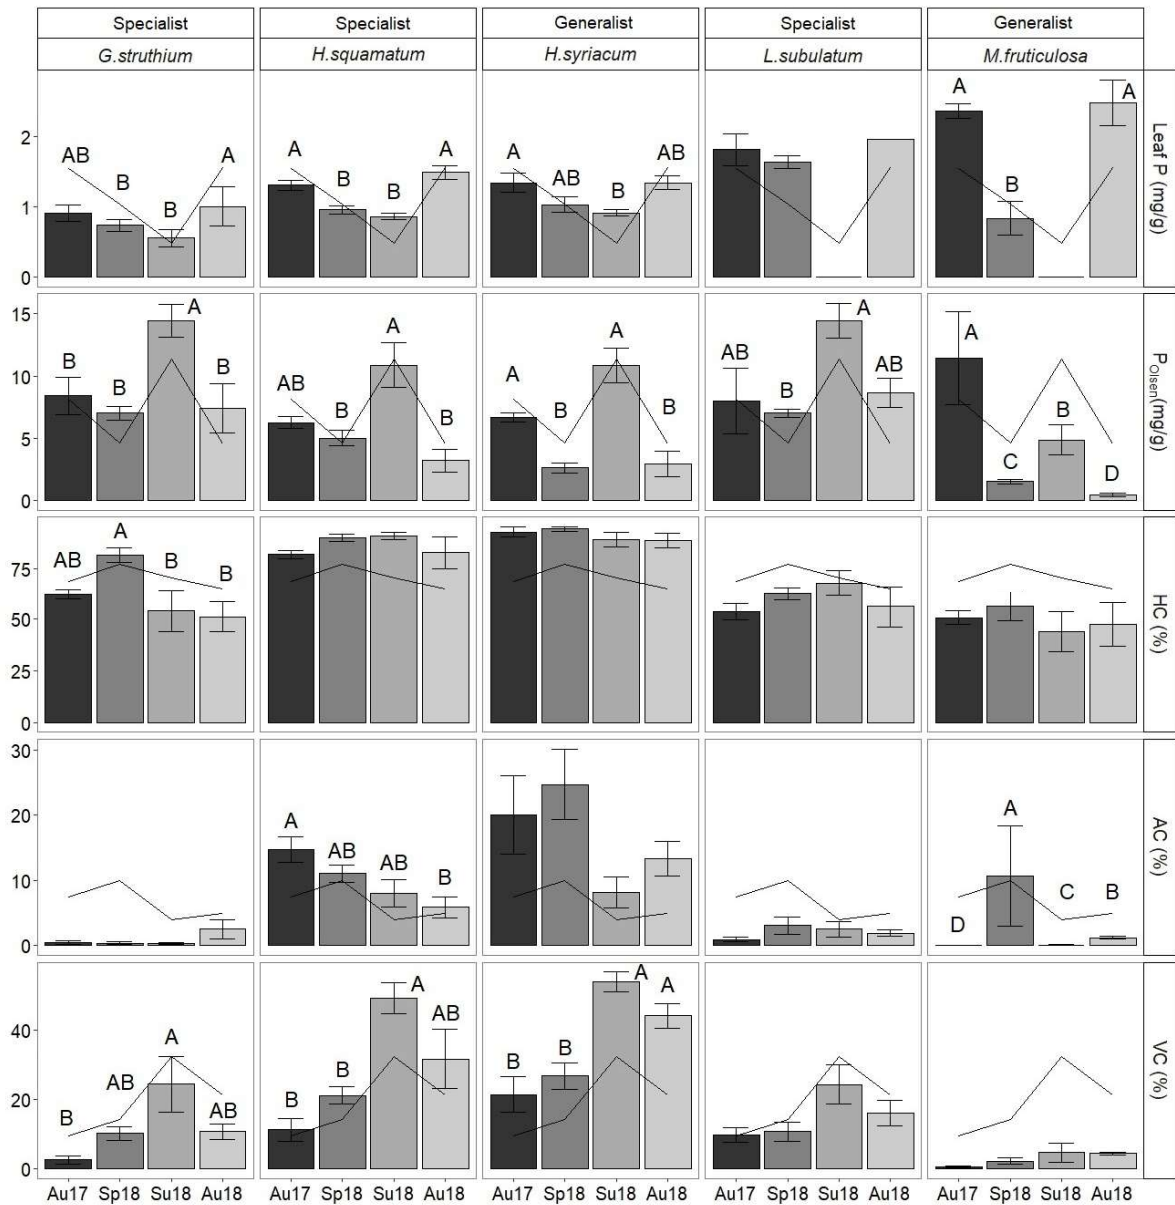 Specialist Specialist Generalist Specialist Generalist
G.struthium H.squamatum H.syriacum L.subulatum M.fruticulosa
Leaf P (mg/g)
2
1
0
AB B B A
A B B A
A AB B AB
A B A
P_Olsen(mg/g)
15
10
5
0
B B A B
AB B A B
A B A B
AB B A AB
A C B D
HC (%)
75
50
25
0
AB A B B
AC (%)
30
20
10
0
A AB AB B
D A C B
VC (%)
40
20
0
B AB A AB
B B A AB
B B A A
Au17 Sp18 Su18 Au18 Au17 Sp18 Su18 Au18 Au17 Sp18 Su18 Au18 Au17 Sp18 Su18 Au18 Au17 Sp18 Su18 Au18